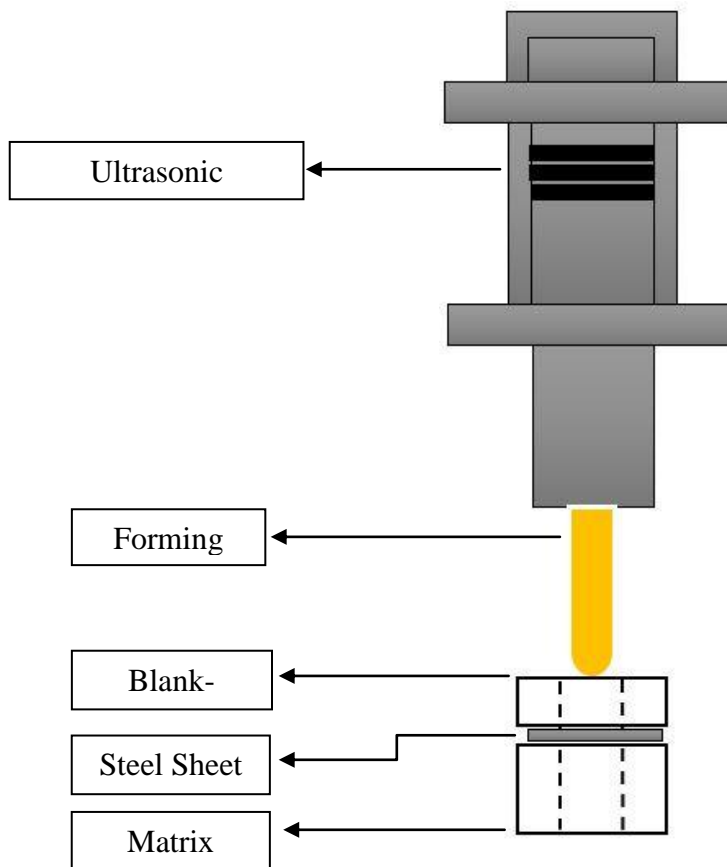 Ultrasonic
Forming
Blank-
Steel Sheet
Matrix